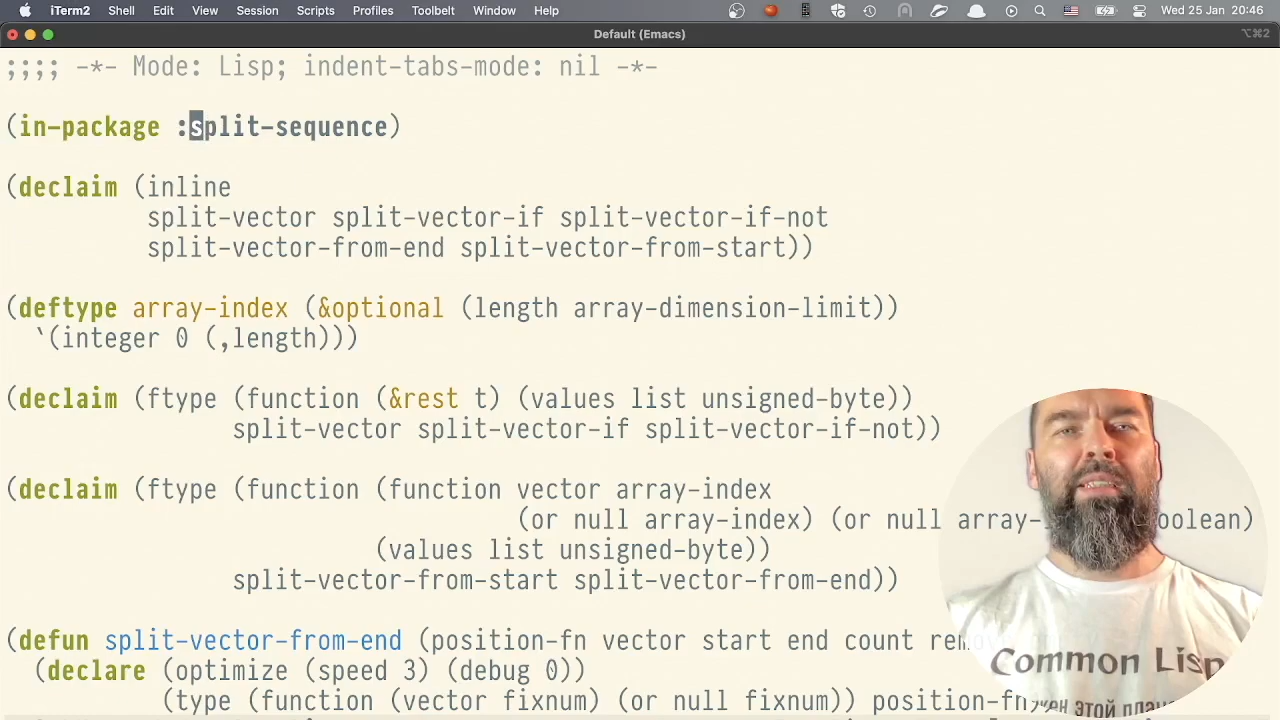 iTerm2 Shell Edit View Session Scripts Profiles Toolbelt Window Help Wed 25 Jan 20:46
Default (Emacs) ⌥⌘2
;;;; -*- Mode: Lisp; indent-tabs-mode: nil -*-
(in-package :split-sequence)
(declaim (inline
split-vector split-vector-if split-vector-if-not
split-vector-from-end split-vector-from-start))
(deftype array-index (&optional (length array-dimension-limit))
`(integer 0 (,length)))
(declaim (ftype (function (&rest t) (values list unsigned-byte))
split-vector split-vector-if split-vector-if-not))
(declaim (ftype (function (function vector array-index
(or null array-index) (or null array- boolean)
(values list unsigned-byte))
split-vector-from-start split-vector-from-end))
(defun split-vector-from-end (position-fn vector start end count
(declare (optimize (speed 3) (debug 0))
(type (function (vector fixnum) (or null fixnum)) position-fn)
Common Lisp
этой